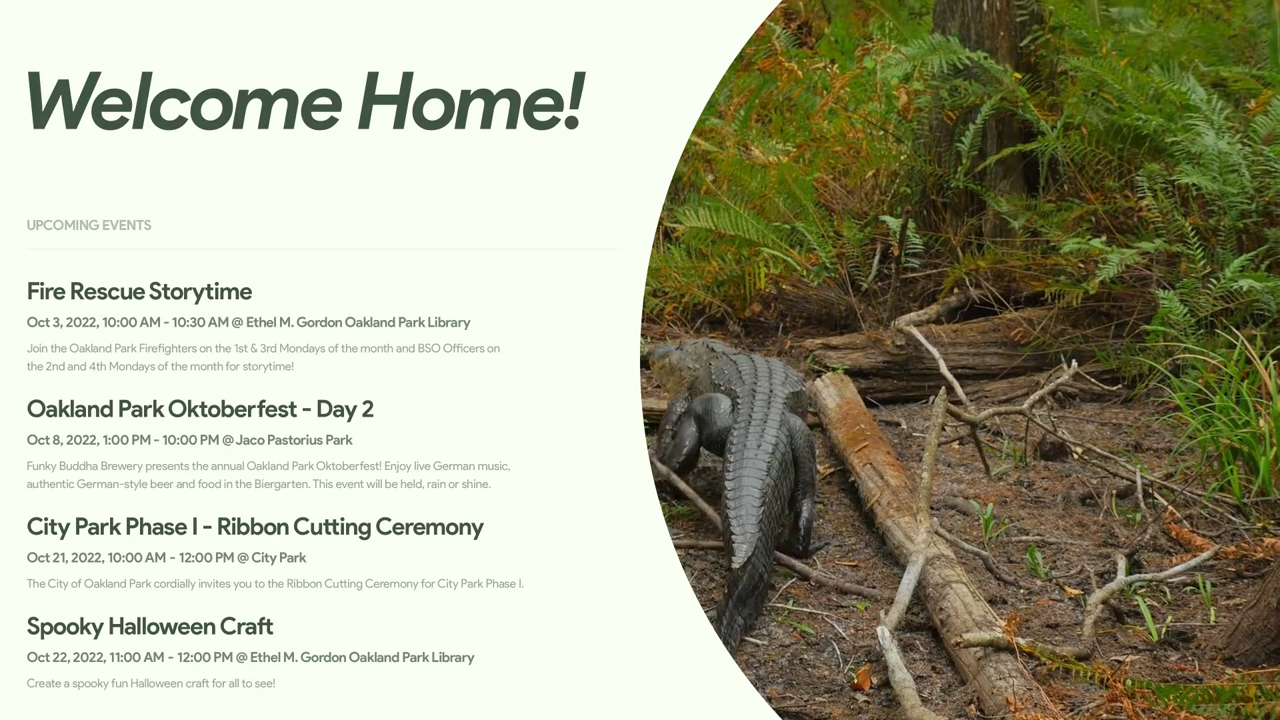 Welcome Home!
UPCOMING EVENTS
Fire Rescue Storytime
Oct 3, 2022, 10:00 AM - 10:30 AM @ Ethel M. Gordon Oakland Park Library
Join the Oakland Park Firefighters on the 1st & 3rd Mondays of the month and BSO Officers on
the 2nd and 4th Mondays of the month for storytime!
Oakland Park Oktoberfest - Day 2
Oct 8, 2022, 1:00 PM - 10:00 PM @ Jaco Pastorius Park
Funky Buddha Brewery presents the annual Oakland Park Oktoberfest! Enjoy live German music,
authentic German-style beer and food in the Biergarten. This event will be held, rain or shine.
City Park Phase I - Ribbon Cutting Ceremony
Oct 21, 2022, 10:00 AM - 12:00 PM @ City Park
The City of Oakland Park cordially invites you to the Ribbon Cutting Ceremony for City Park Phase I.
Spooky Halloween Craft
Oct 22, 2022, 11:00 AM - 12:00 PM @ Ethel M. Gordon Oakland Park Library
Create a spooky fun Halloween craft for all to see!